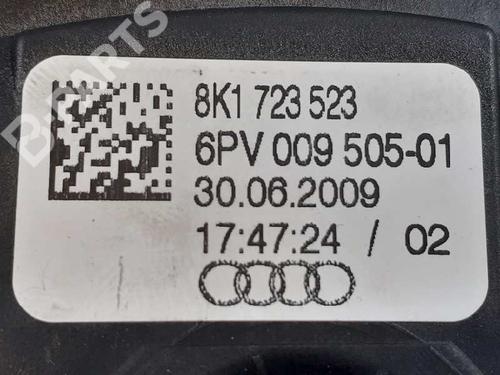 B-PARTS
8K1 723 523
6PV 009 505-01
30.06.2009
17:47:24 / 02